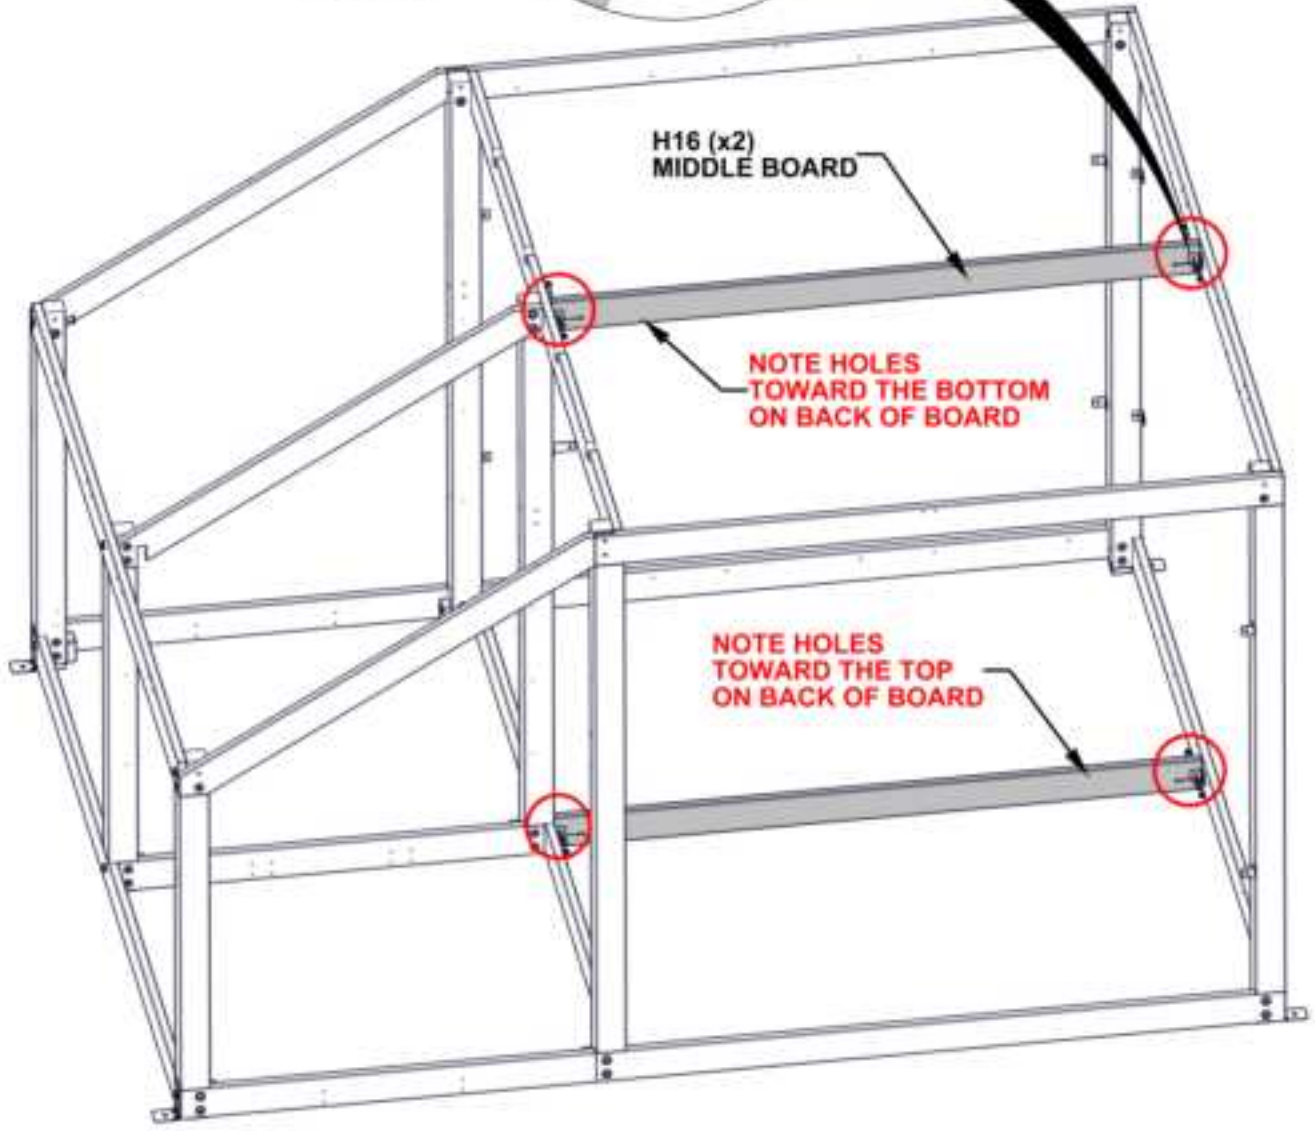 H16 (x2)
MIDDLE BOARD
NOTE HOLES
TOWARD THE BOTTOM
ON BACK OF BOARD
NOTE HOLES
TOWARD THE TOP
ON BACK OF BOARD